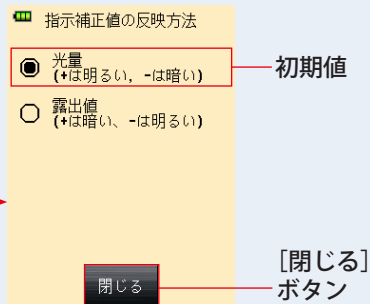 指示補正値の反映方法
光量
(+は明るい，-は暗い)
初期値
露出値
(+は暗い、-は明るい)
閉じる
［閉じる］
ボタン